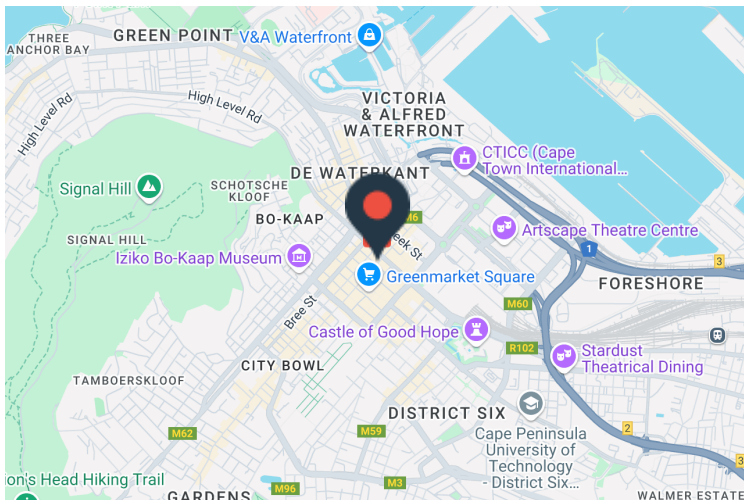 THREE
ANCHOR BAY
GREEN POINT
V&A Waterfront
High Level Rd
High Level Rd
VICTORIA
& ALFRED
WATERFRONT
CTICC (Cape
Town International...
DE WATERKANT
Signal Hill
SCHOTSCHE
KLOOF
BO-KAAP
M6
SIGNAL HILL
Iziko Bo-Kaap Museum
Artscape Theatre Centre
1
3
Greenmarket Square
FORESHORE
Bree St
M60
Castle of Good Hope
R102
Stardust
Theatrical Dining
CITY BOWL
TAMBOERSKLOOF
DISTRICT SIX
M62
M59
2
Cape Peninsula
University of
Technology
- District Six...
3
ion's Head Hiking Trail
M96
M3
GARDENS
WALMER ESTATE